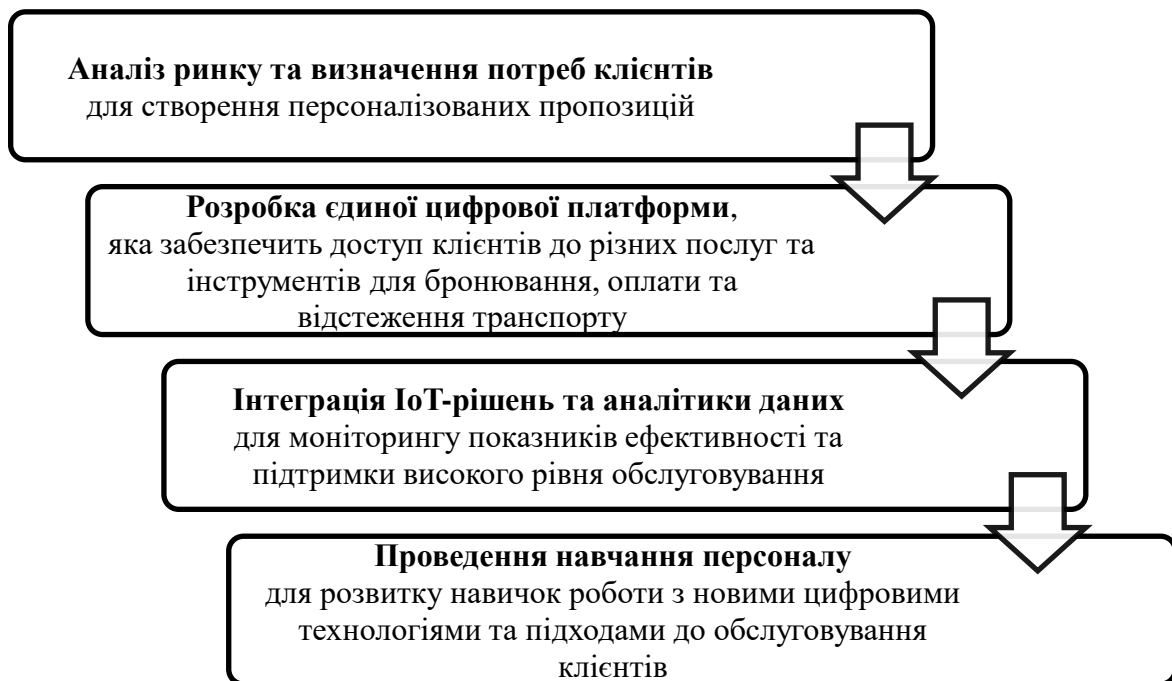 Аналіз ринку та визначення потреб клієнтів
для створення персоналізованих пропозицій
Розробка єдиної цифрової платформи,
яка забезпечить доступ клієнтів до різних послуг та
інструментів для бронювання, оплати та
відстеження транспорту
Інтеграція IoT-рішень та аналітики даних
для моніторингу показників ефективності та
підтримки високого рівня обслуговування
Проведення навчання персоналу
для розвитку навичок роботи з новими цифровими
технологіями та підходами до обслуговування
клієнтів